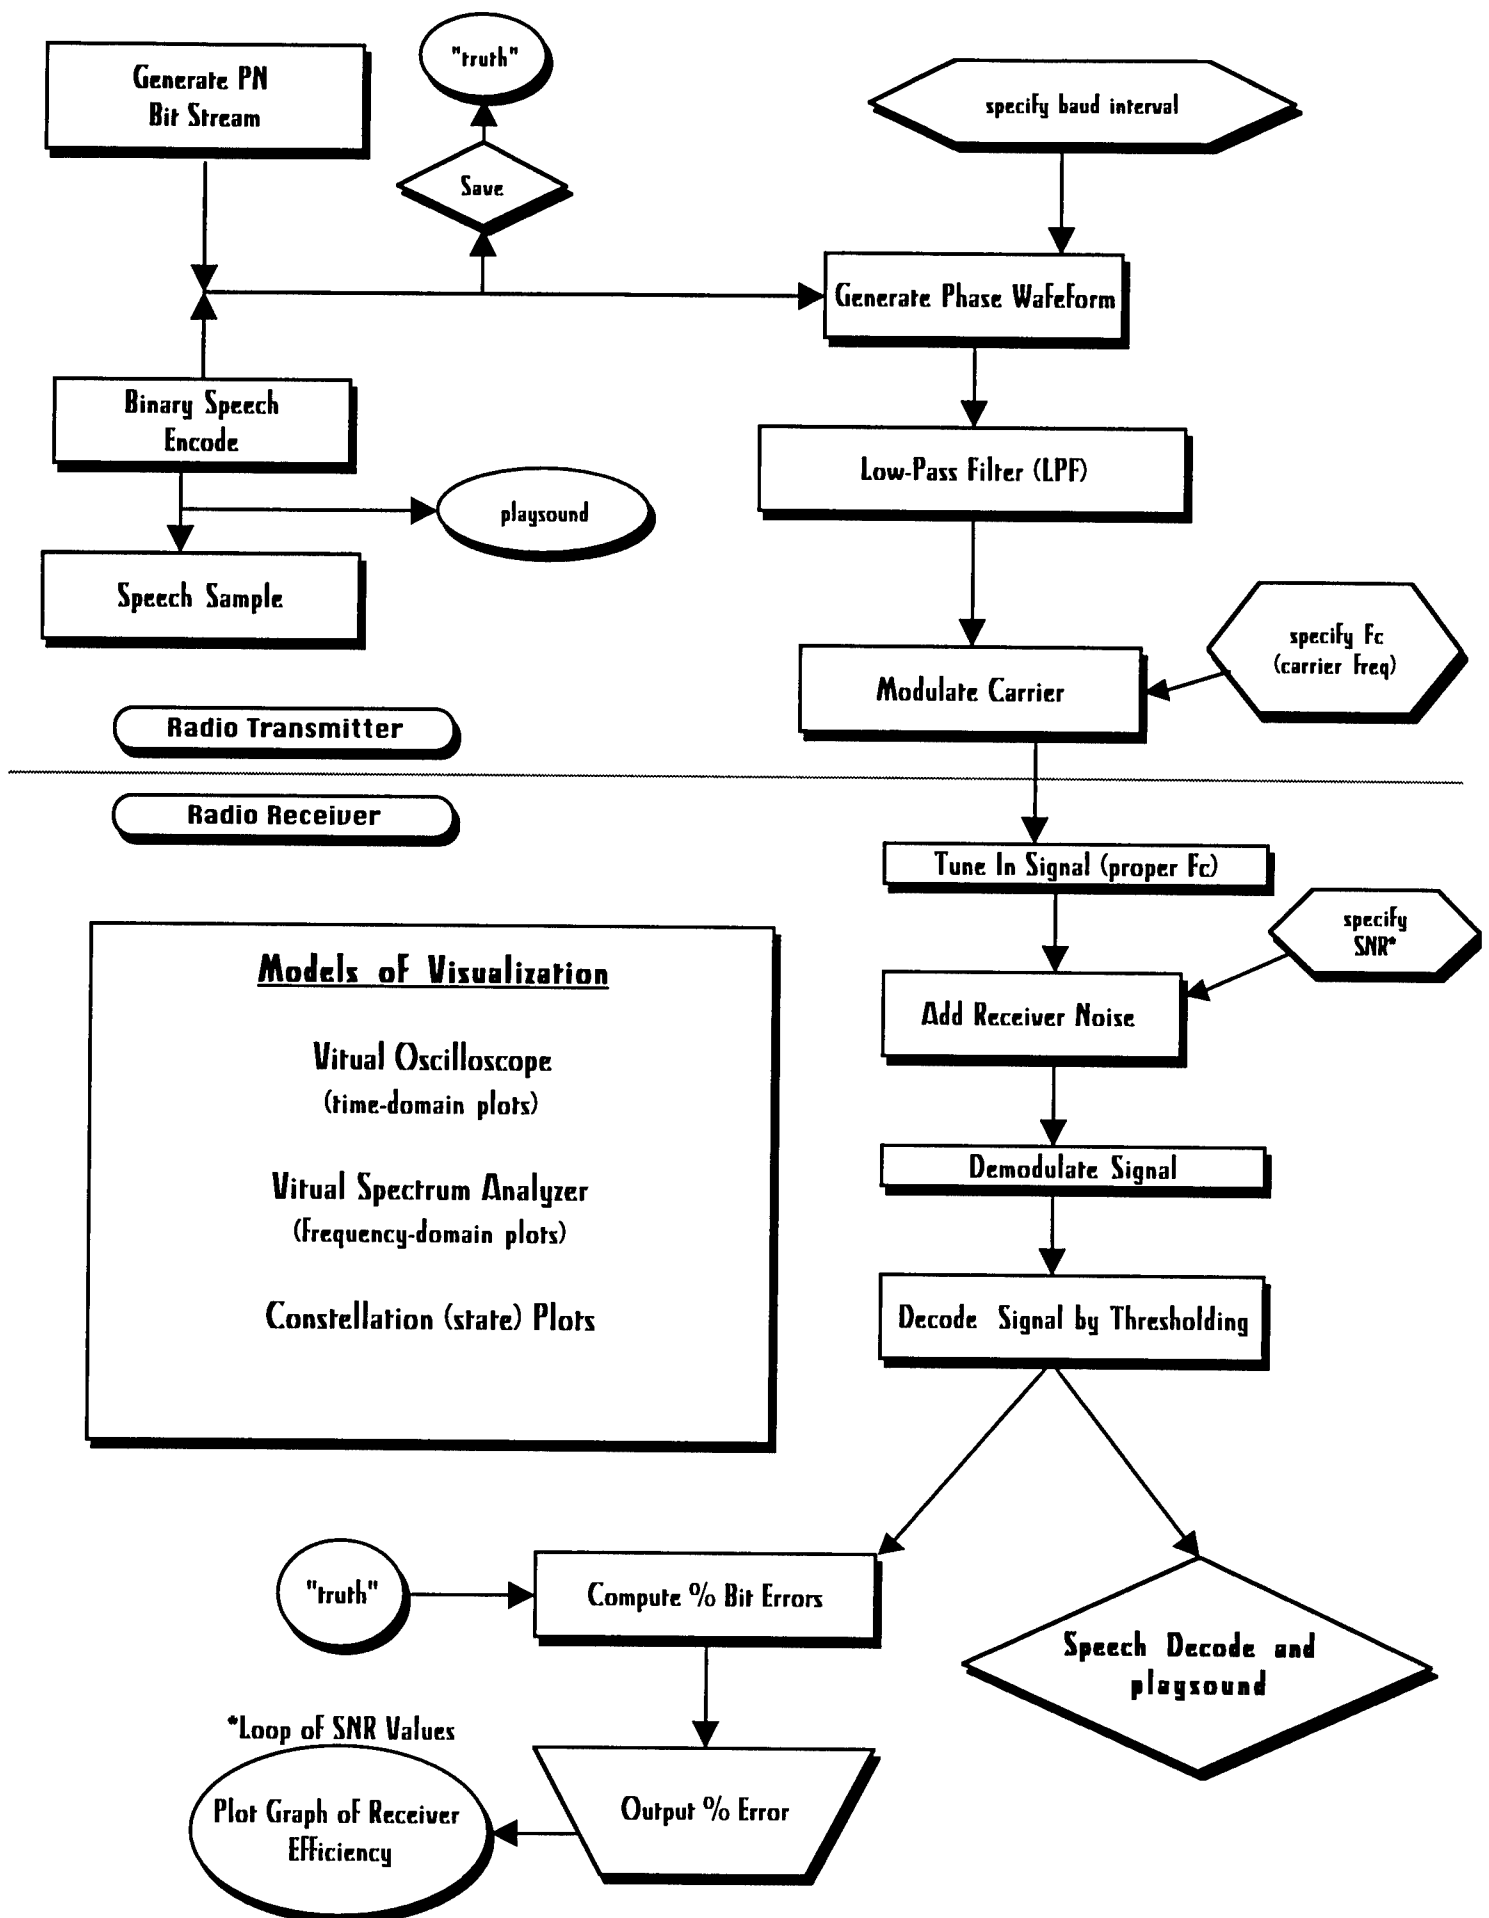 Generate PN
Bit Stream
"truth"
specify baud interval
Save
Generate Phase Wafeform
Binary Speech
Encode
Low-Pass Filter (LPF)
playsound
Speech Sample
specify Fc
(carrier freq)
Modulate Carrier
Radio Transmitter
Radio Receiver
Tune In Signal (proper Fc)
specify
SNR*
Add Receiver Noise
Models of Visualization
Vitual Oscilloscope
(time-domain plots)
Vitual Spectrum Analyzer
(frequency-domain plots)
Constellation (state) Plots
Demodulate Signal
Decode Signal by Thresholding
"truth"
Compute % Bit Errors
Speech Decode and
playsound
*Loop of SNR Values
Plot Graph of Receiver
Efficiency
Output % Error